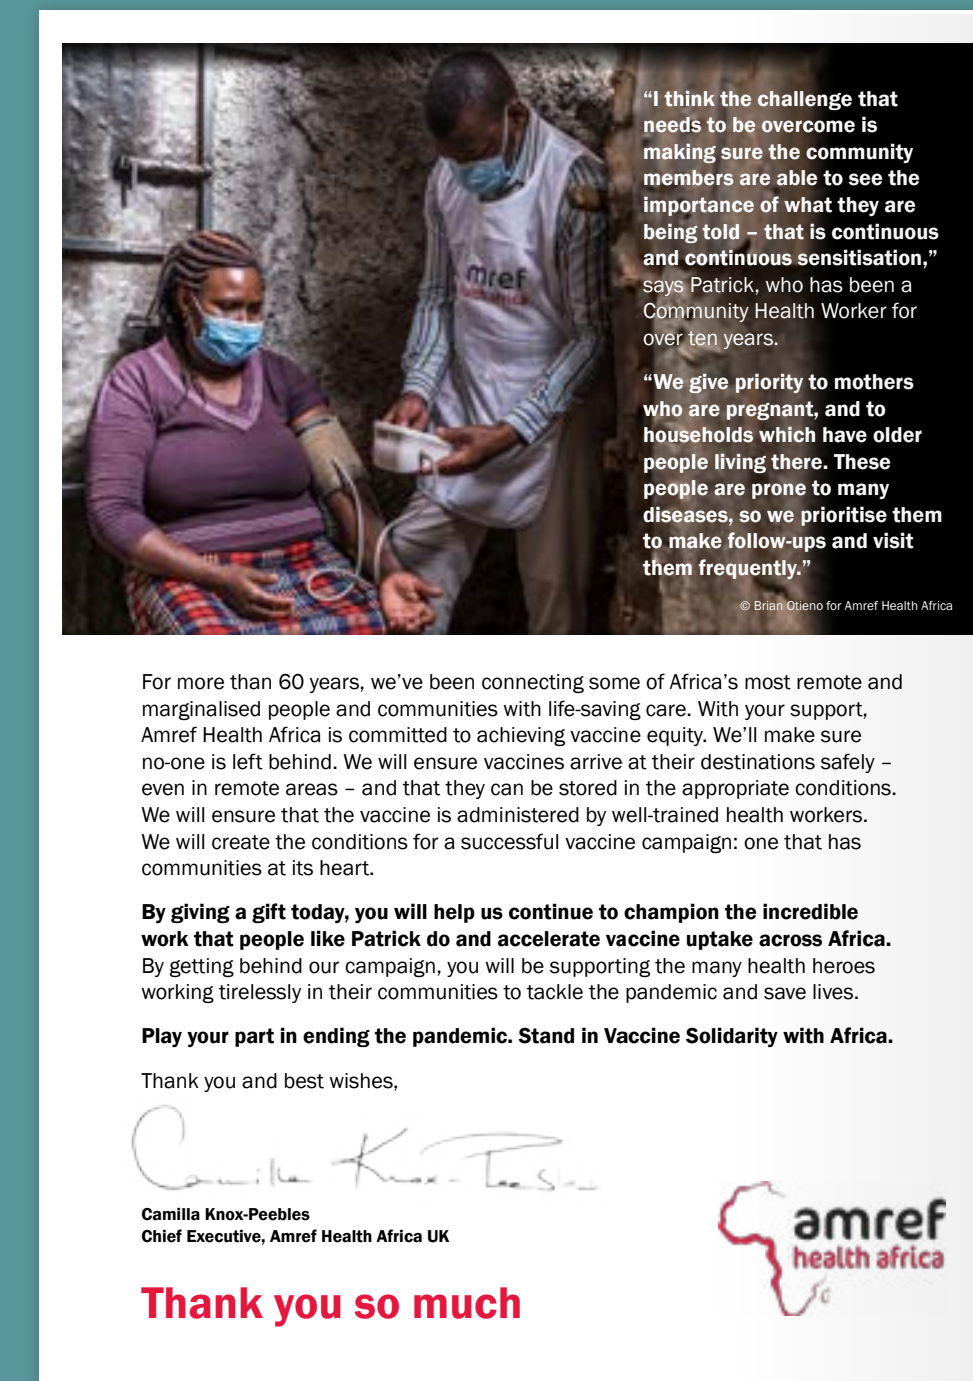 “I think the challenge that
needs to be overcome is
making sure the community
members are able to see the
importance of what they are
being told – that is continuous
and continuous sensitisation,”
says Patrick, who has been a
Community Health Worker for
over ten years.
“We give priority to mothers
who are pregnant, and to
households which have older
people living there. These
people are prone to many
diseases, so we prioritise them
to make follow-ups and visit
them frequently.”
© Brian Otieno for Amref Health Africa
mref
health africa
For more than 60 years, we’ve been connecting some of Africa’s most remote and
marginalised people and communities with life-saving care. With your support,
Amref Health Africa is committed to achieving vaccine equity. We’ll make sure
no-one is left behind. We will ensure vaccines arrive at their destinations safely –
even in remote areas – and that they can be stored in the appropriate conditions.
We will ensure that the vaccine is administered by well-trained health workers.
We will create the conditions for a successful vaccine campaign: one that has
communities at its heart.
By giving a gift today, you will help us continue to champion the incredible
work that people like Patrick do and accelerate vaccine uptake across Africa.
By getting behind our campaign, you will be supporting the many health heroes
working tirelessly in their communities to tackle the pandemic and save lives.
Play your part in ending the pandemic. Stand in Vaccine Solidarity with Africa.
Thank you and best wishes,
Camilla Knox-Peebles
Camilla Knox-Peebles
Chief Executive, Amref Health Africa UK
amref
health africa
Thank you so much